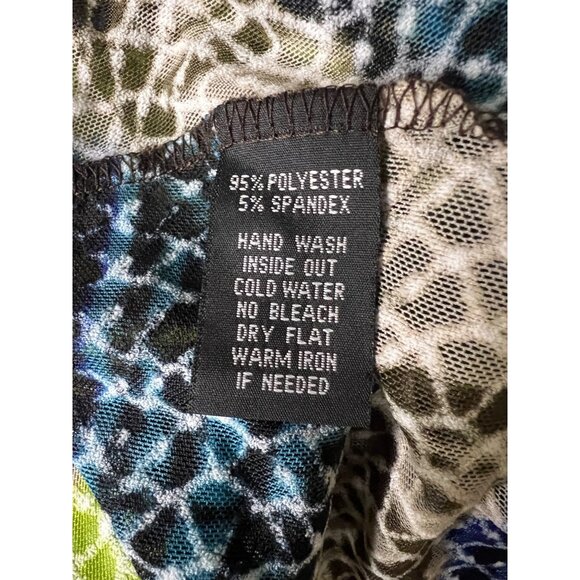 95% POLYESTER
5% SPANDEX
HAND WASH
INSIDE OUT
COLD WATER
NO BLEACH
DRY FLAT
WARM IRON
IF NEEDED